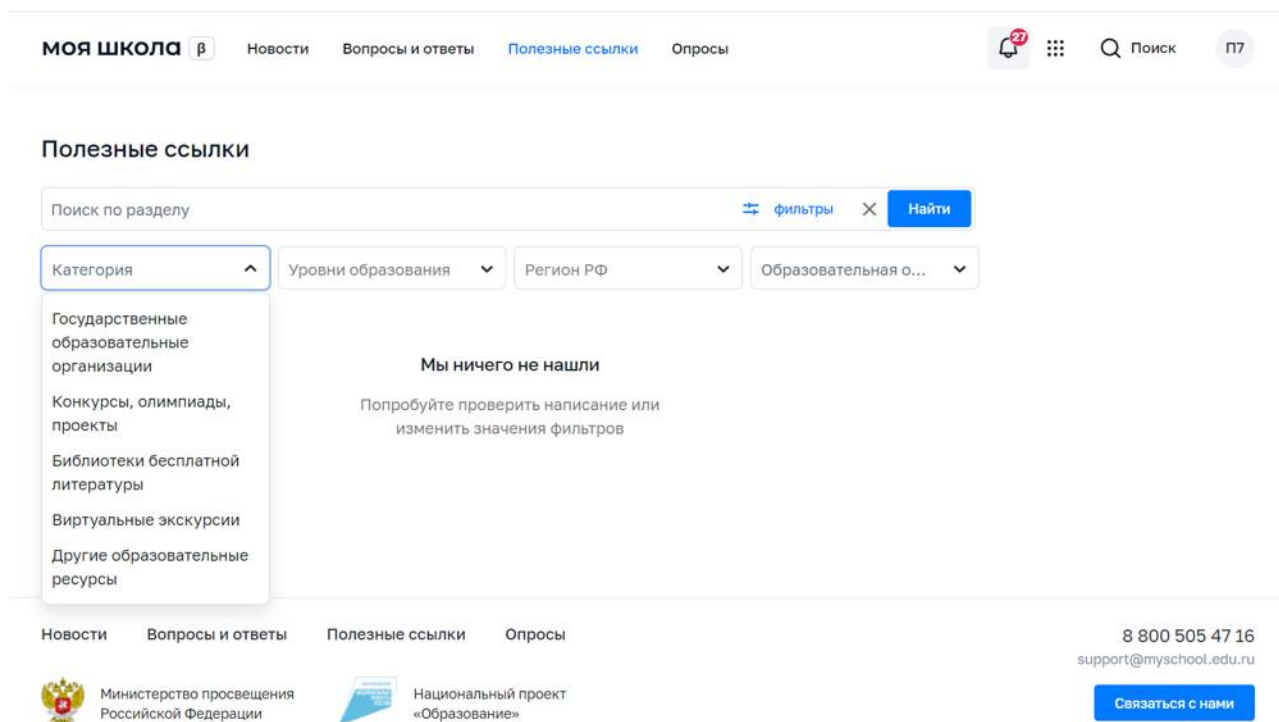 МОЯ ШКОЛА β Новости Вопросы и ответы Полезные ссылки Опросы 27 Поиск П7
Полезные ссылки
Поиск по разделу фильтры Найти
Категория Уровни образования Регион РФ Образовательная о...
Государственные
образовательные
организации
Конкурсы, олимпиады,
проекты
Библиотеки бесплатной
литературы
Виртуальные экскурсии
Другие образовательные
ресурсы
Мы ничего не нашли
Попробуйте проверить написание или
изменить значения фильтров
Новости Вопросы и ответы Полезные ссылки Опросы
8 800 505 47 16
support@myschool.edu.ru
Министерство просвещения
Российской Федерации
Национальный проект
«Образование»
Связаться с нами